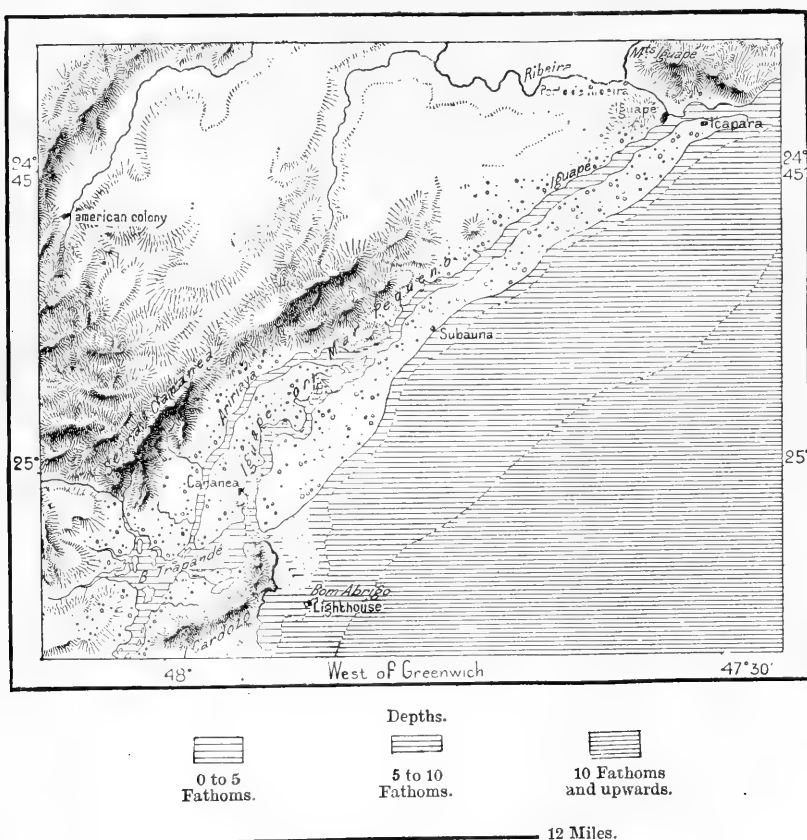 Mts Iguape
Ribeira
Iguape
Icapara
24°
45'
24°
45'
Iguape
american colony
Mar Pequeno
Subauna
Aririaya
Iguape
25°
25°
Cananea
B. Trapandé
Bom Abrigo
Lighthouse
I Cardozo
48°
West of Greenwich
47°30'
Depths.
0 to 5
Fathoms.
5 to 10
Fathoms.
10 Fathoms
and upwards.
12 Miles.